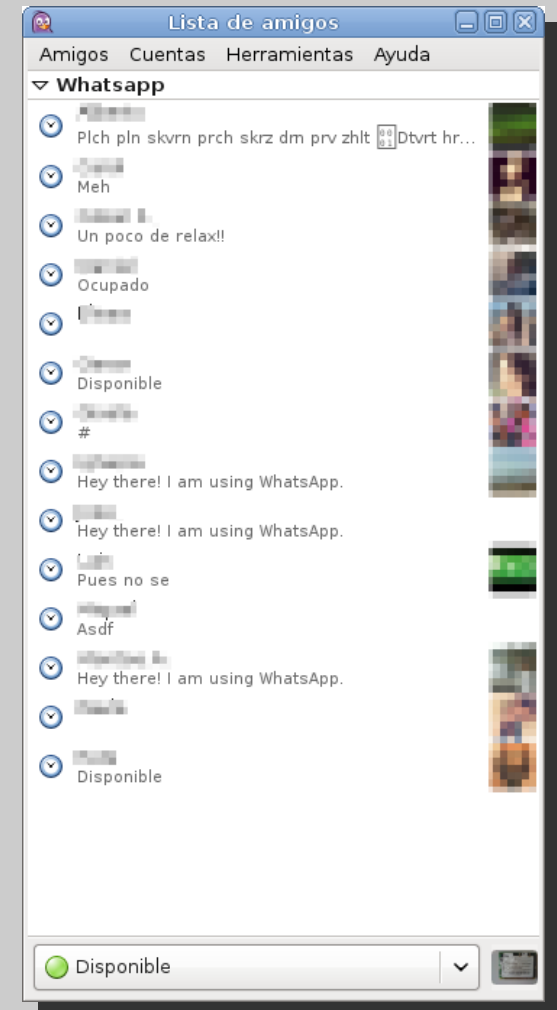 Lista de amigos
Amigos Cuentas Herramientas Ayuda
Whatsapp
Plch pln skvrn prch skrz drn prv zhlt Dtvrt hr...
Meh
Un poco de relax!!
Ocupado
Disponible
#
Hey there! I am using WhatsApp.
Hey there! I am using WhatsApp.
Pues no se
Asdf
Hey there! I am using WhatsApp.
Disponible
Disponible